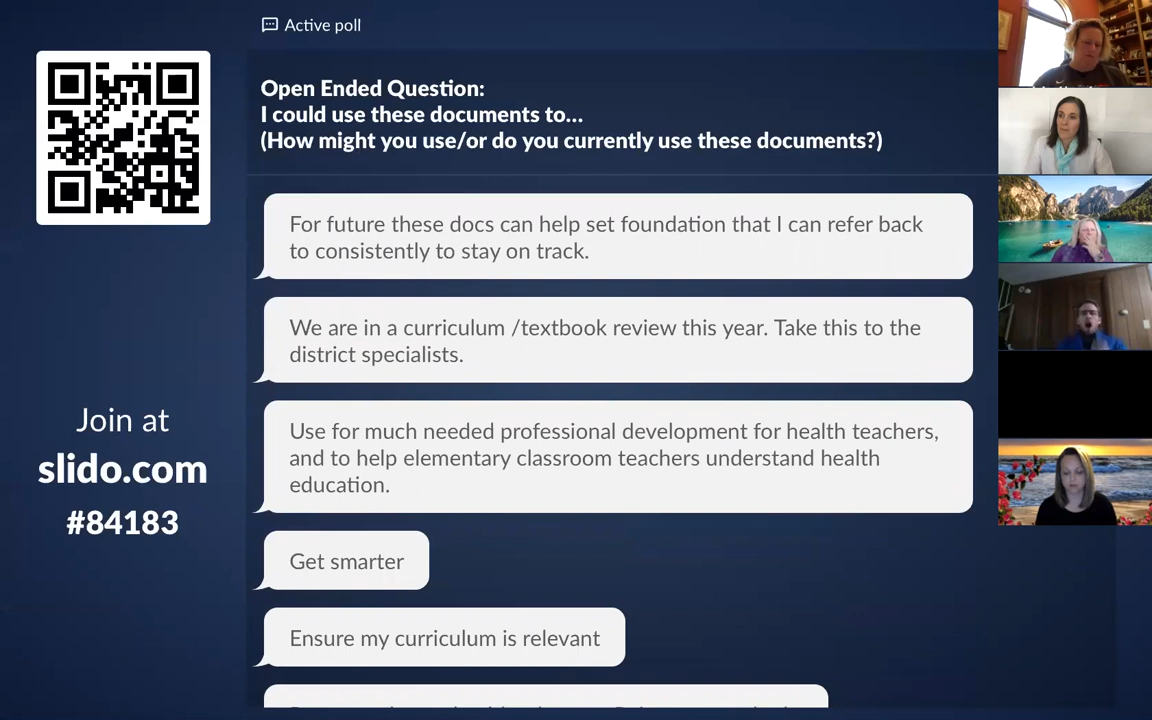 Active poll
Open Ended Question:
I could use these documents to...
(How might you use/or do you currently use these documents?)
For future these docs can help set foundation that I can refer back
to consistently to stay on track.
We are in a curriculum /textbook review this year. Take this to the
district specialists.
Use for much needed professional development for health teachers,
and to help elementary classroom teachers understand health
education.
Get smarter
Ensure my curriculum is relevant
Join at
slido.com
#84183